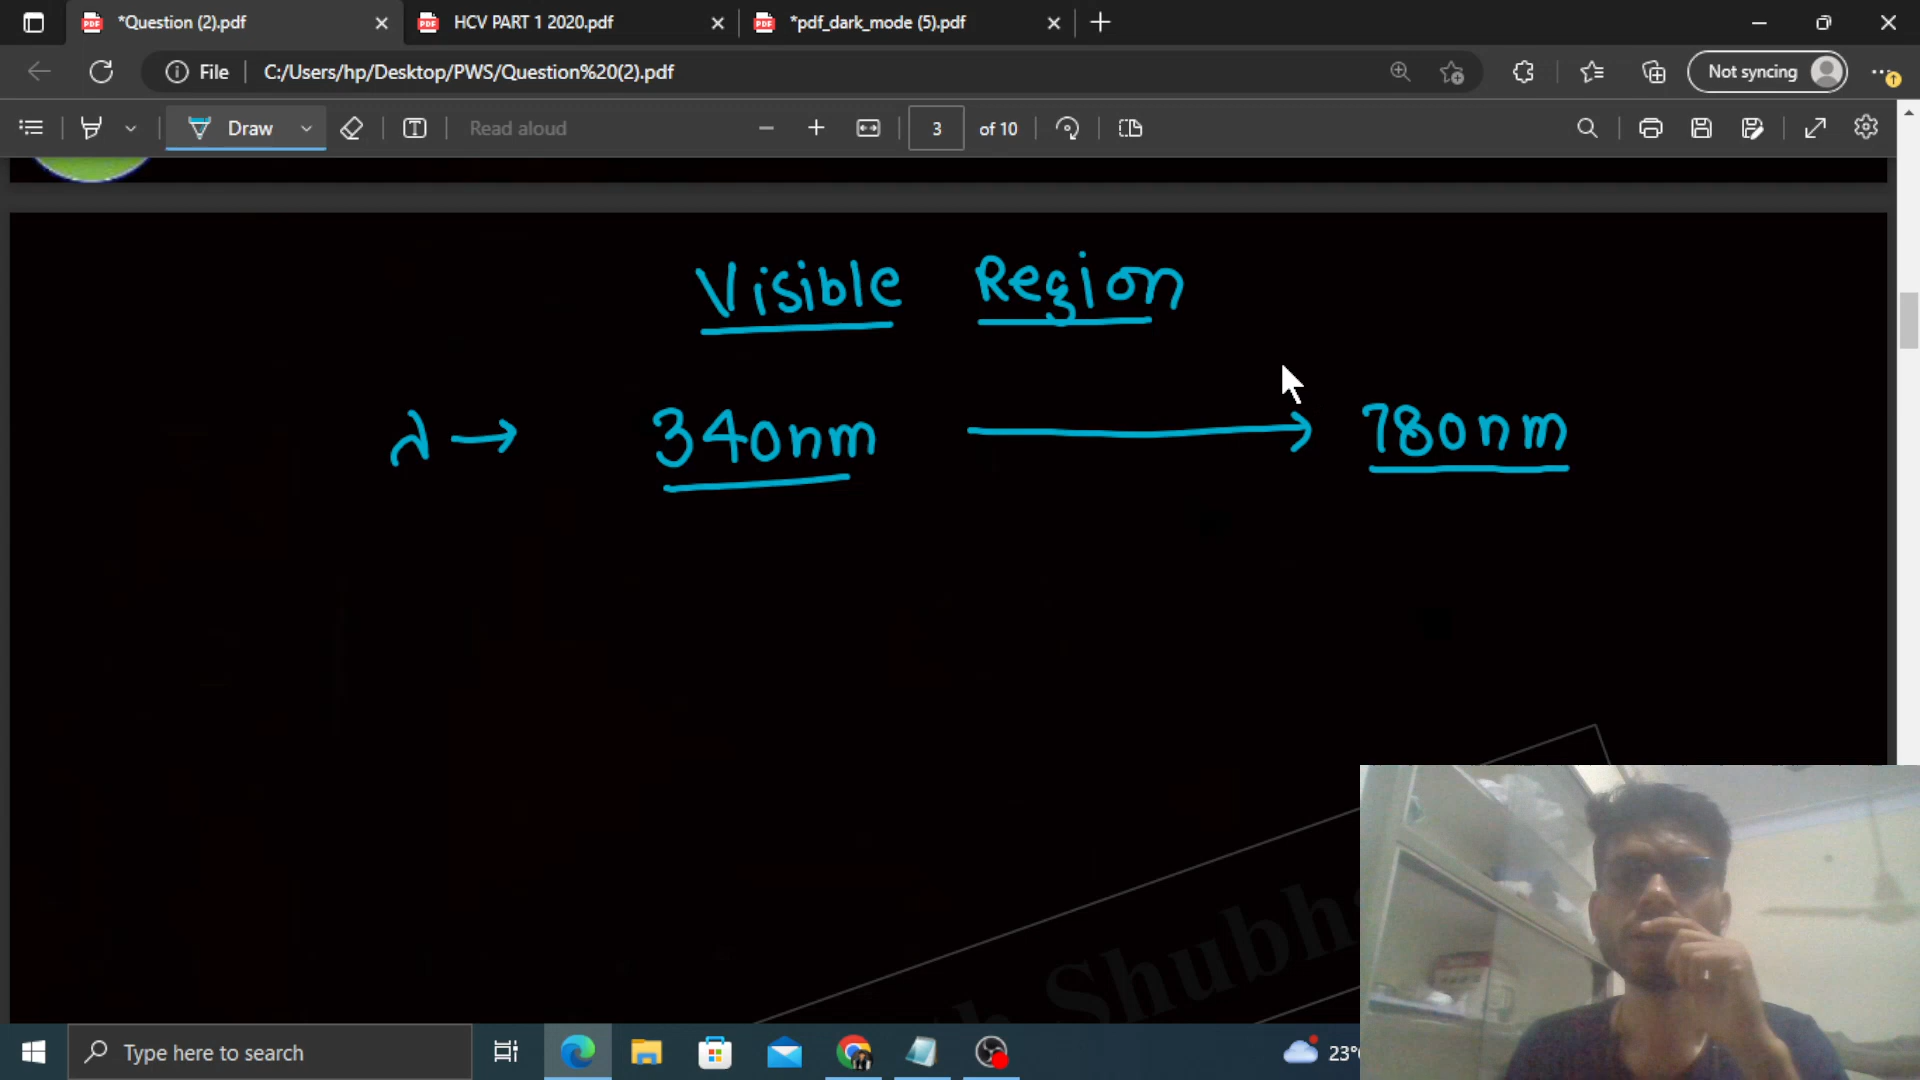 *Question (2).pdf
HCV PART 1 2020.pdf
*pdf_dark_mode (5).pdf
File
C:/Users/hp/Desktop/PWS/Question%20(2).pdf
Not syncing
Draw
Read aloud
3
of 10
Visible Region
λ → 340nm → 780nm
Shubh
Type here to search
23°